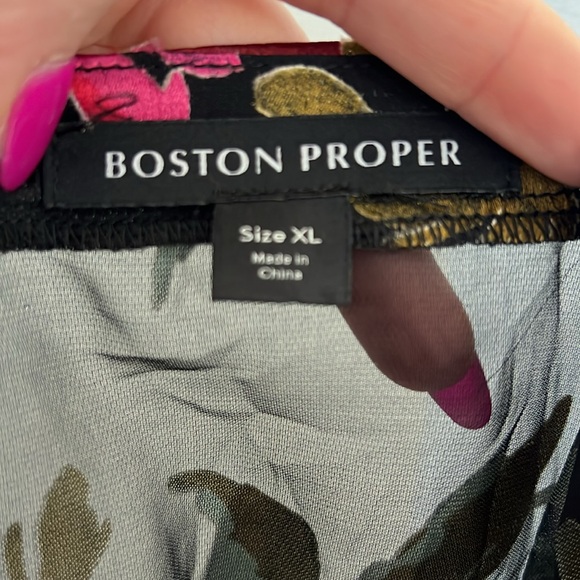 BOSTON PROPER
Size XL
Made in
China